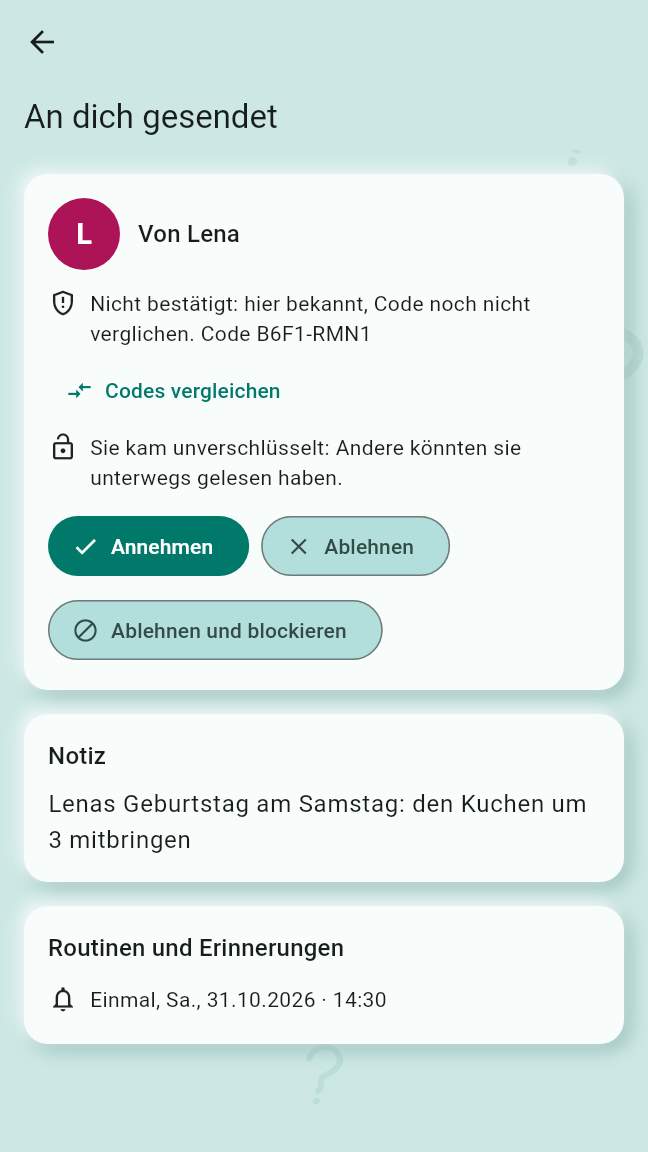 An dich gesendet
L
Von Lena
Nicht bestätigt: hier bekannt, Code noch nicht
verglichen. Code B6F1-RMN1
Codes vergleichen
Sie kam unverschlüsselt: Andere könnten sie
unterwegs gelesen haben.
Annehmen
Ablehnen
Ablehnen und blockieren
Notiz
Lenas Geburtstag am Samstag: den Kuchen um
3 mitbringen
Routinen und Erinnerungen
Einmal, Sa., 31.10.2026 · 14:30